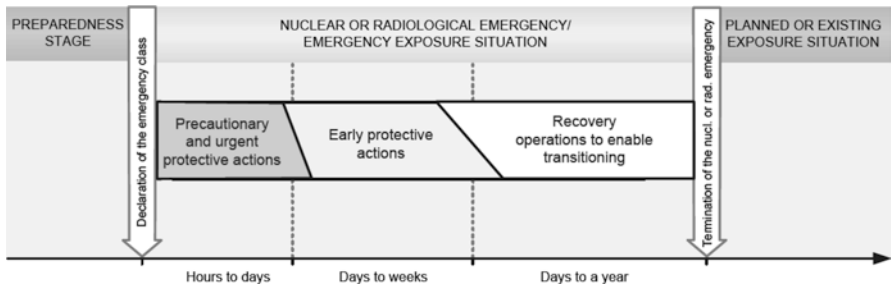 PREPAREDNESS
STAGE
NUCLEAR OR RADIOLOGICAL EMERGENCY/
EMERGENCY EXPOSURE SITUATION
PLANNED OR EXISTING
EXPOSURE SITUATION
Declaration of the emergency class
Precautionary
and urgent
protective actions
Early protective
actions
Recovery
operations to enable
transitioning
Termination of the nucl. or rad. emergency
Hours to days
Days to weeks
Days to a year